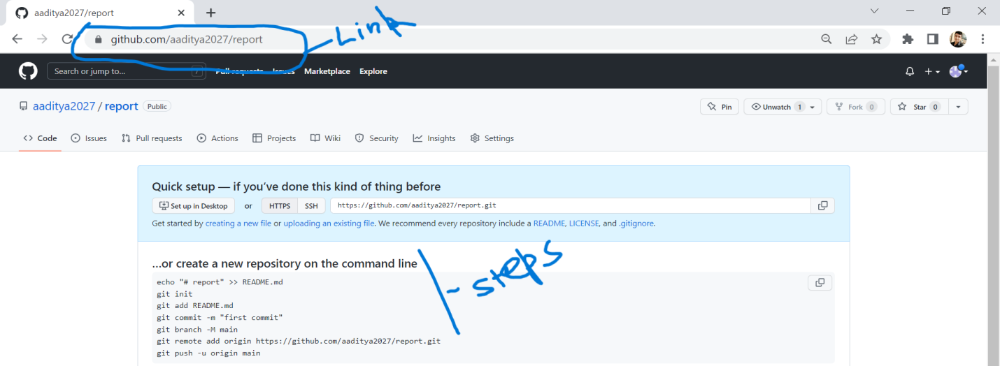 aaditya2027/report
github.com/aaditya2027/report
Link
Search or jump to... / Pull requests Issues Marketplace Explore
aaditya2027 / report Public
Pin Unwatch 1 Fork 0 Star 0
Code Issues Pull requests Actions Projects Wiki Security Insights Settings
Quick setup — if you've done this kind of thing before
Set up in Desktop or HTTPS SSH https://github.com/aaditya2027/report.git
Get started by creating a new file or uploading an existing file. We recommend every repository include a README, LICENSE, and .gitignore.
...or create a new repository on the command line
steps
echo "# report" >> README.md
git init
git add README.md
git commit -m "first commit"
git branch -M main
git remote add origin https://github.com/aaditya2027/report.git
git push -u origin main